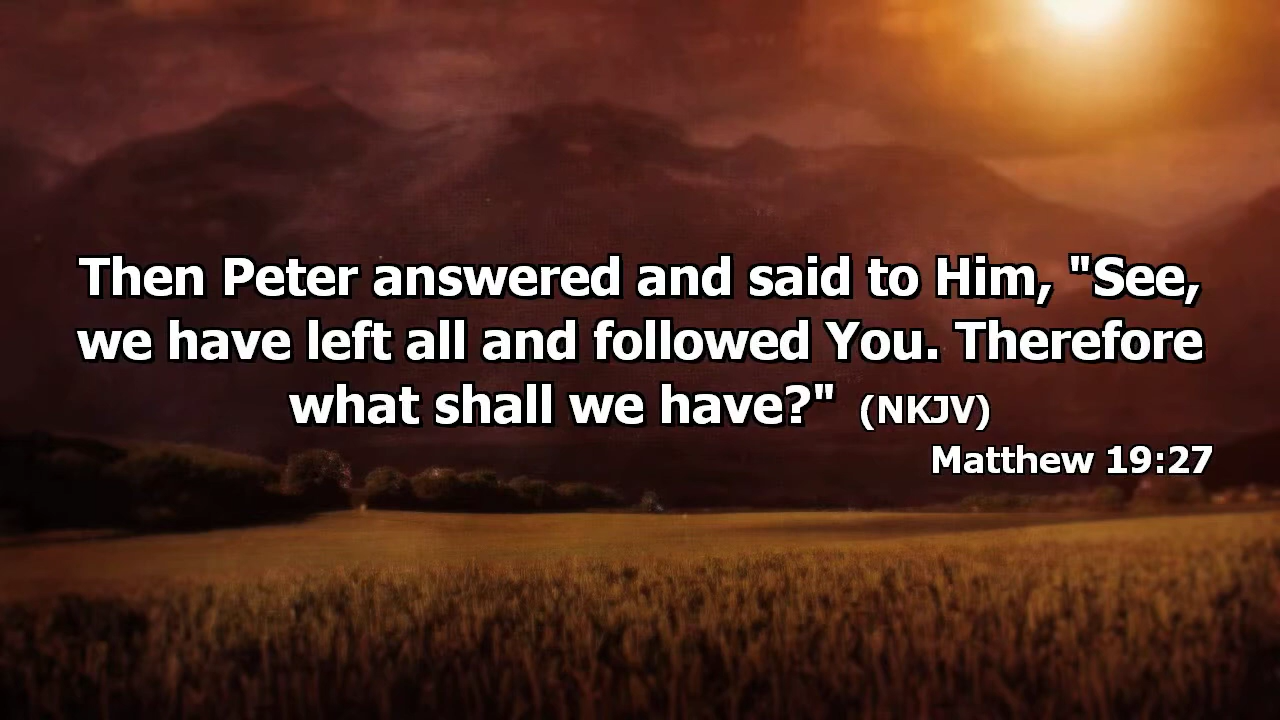 Then Peter answered and said to Him, "See,
we have left all and followed You. Therefore
what shall we have?" (NKJV)
Matthew 19:27